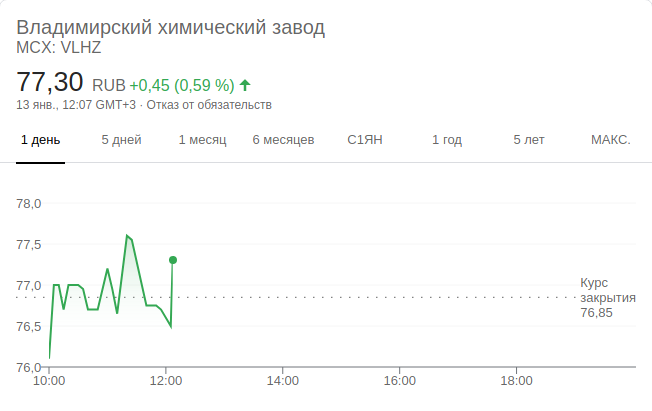 Владимирский химический завод
MCX: VLHZ
77,30 RUB +0,45 (0,59 %)
13 янв., 12:07 GMT+3 · Отказ от обязательств
1 день 5 дней 1 месяц 6 месяцев С1ЯН 1 год 5 лет МАКС.
78,0
77,5
77,0
76,5
76,0
Курс
закрытия
76,85
10:00 12:00 14:00 16:00 18:00